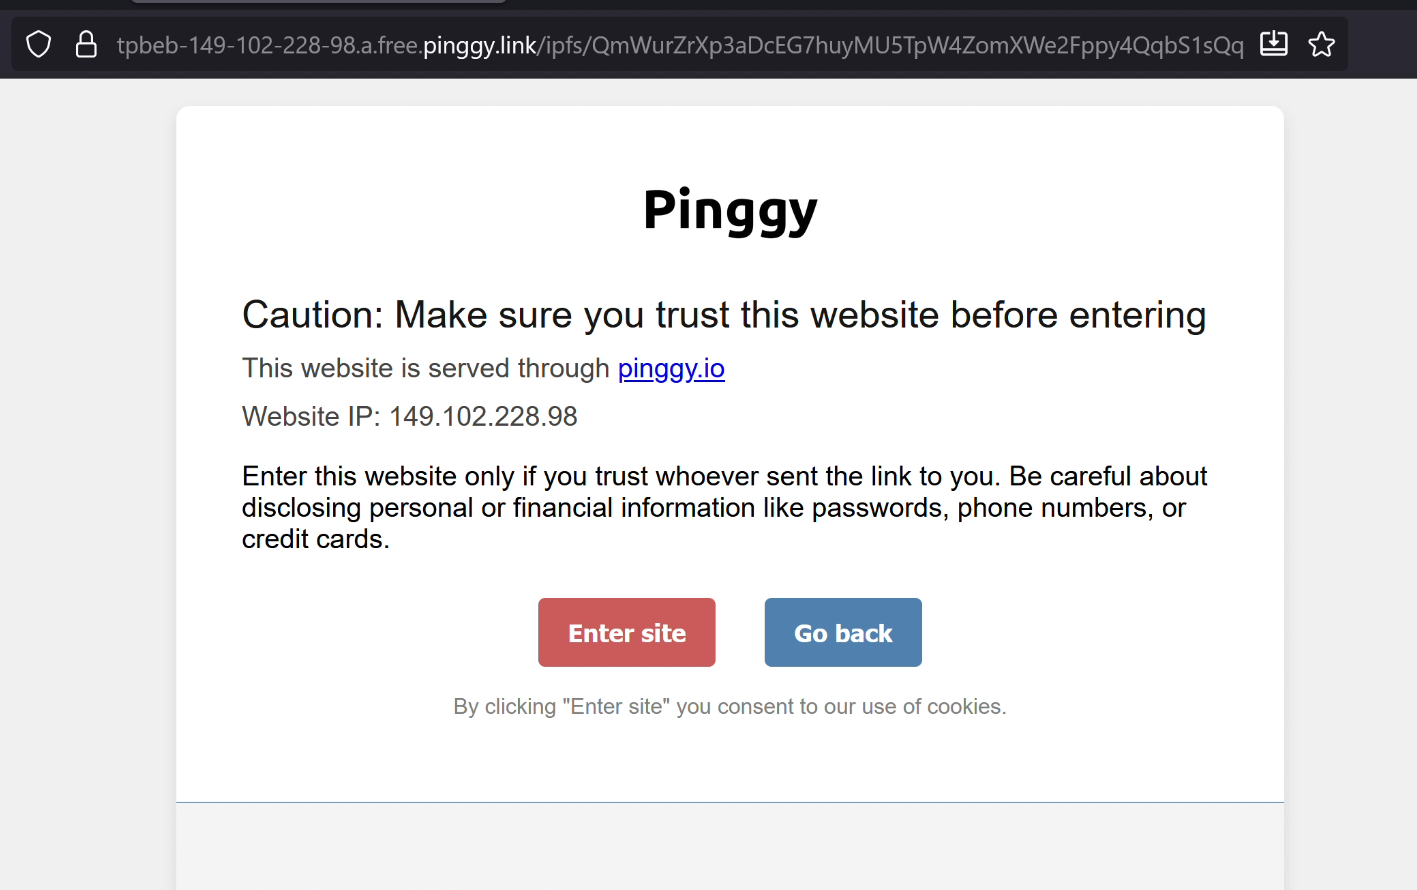 tpbeb-149-102-228-98.a.free.pinggy.link/ipfs/QmWurZrXp3aDcEG7huyMU5TpW4ZomXWe2Fppy4QqbS1sQq
Pinggy
Caution: Make sure you trust this website before entering
This website is served through pinggy.io
Website IP: 149.102.228.98
Enter this website only if you trust whoever sent the link to you. Be careful about
disclosing personal or financial information like passwords, phone numbers, or
credit cards.
Enter site Go back
By clicking "Enter site" you consent to our use of cookies.